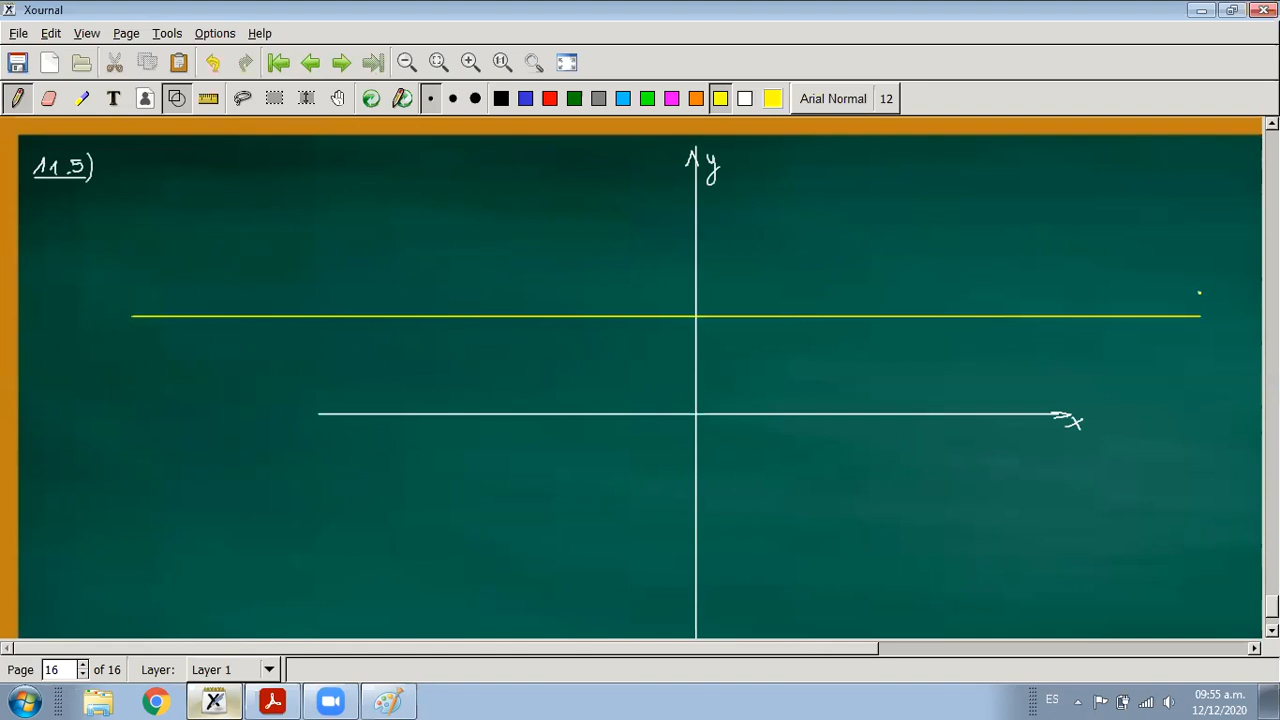 Xournal
File Edit View Page Tools Options Help
Arial Normal 12
11.5)
y
x
Page 16 of 16 Layer: Layer 1
ES
09:55 a.m.
12/12/2020